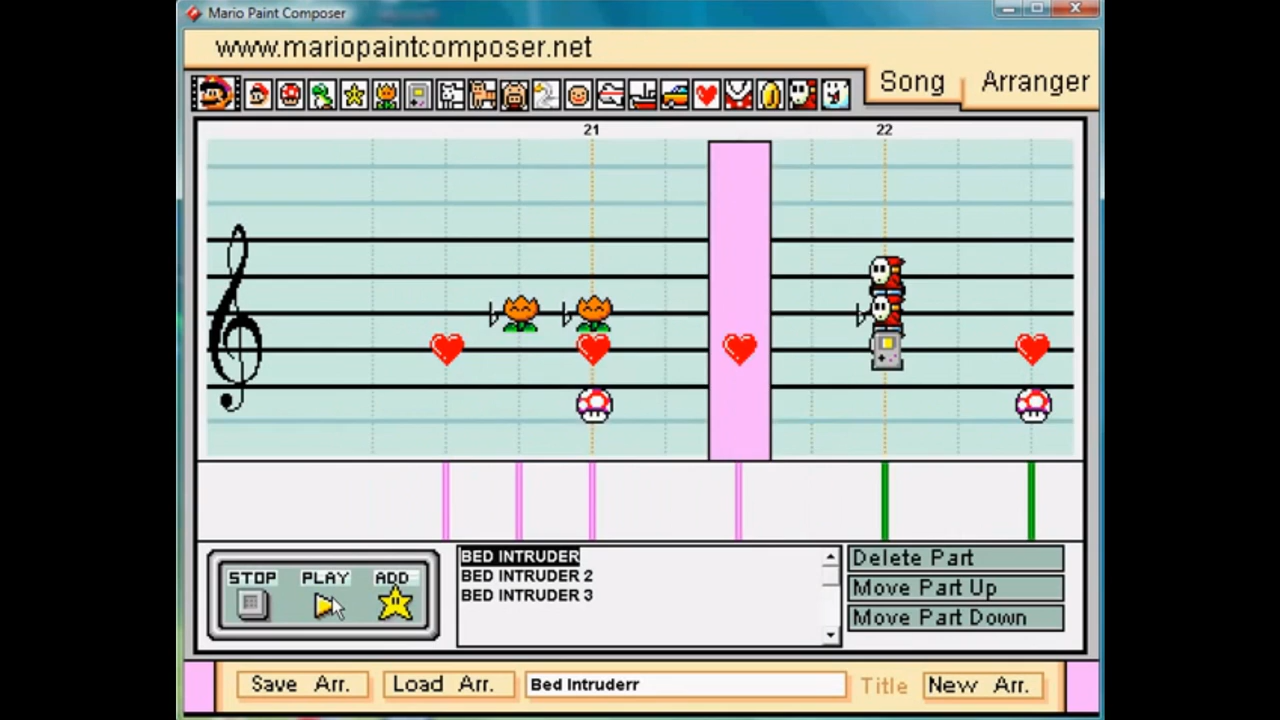 Mario Paint Composer
www.mariopaintcomposer.net
Song Arranger
21 22
STOP PLAY ADD
BED INTRUDER
BED INTRUDER 2
BED INTRUDER 3
Delete Part
Move Part Up
Move Part Down
Save Arr. Load Arr. Bed Intruderr Title New Arr.